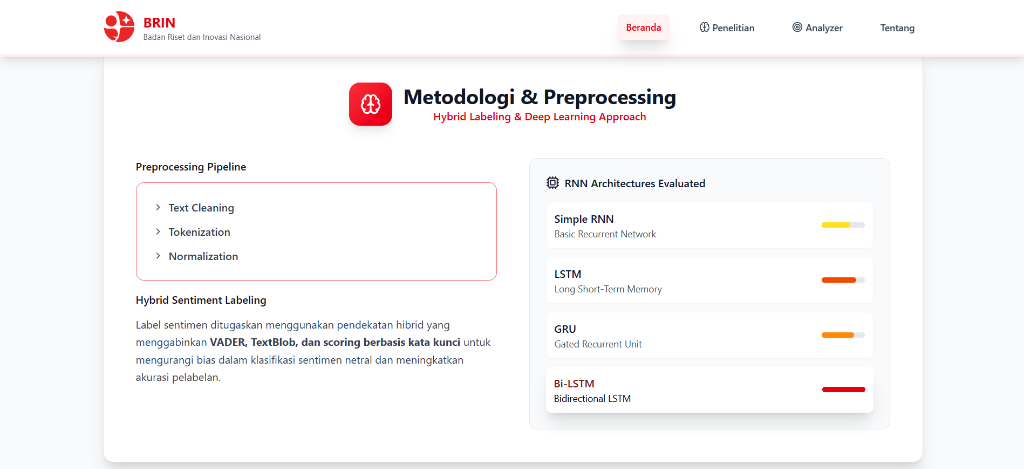 BRIN
Badan Riset dan Inovasi Nasional
Beranda
Penelitian
Analyzer
Tentang
Metodologi & Preprocessing
Hybrid Labeling & Deep Learning Approach
Preprocessing Pipeline
Text Cleaning
Tokenization
Normalization
Hybrid Sentiment Labeling
Label sentimen ditugaskan menggunakan pendekatan hibrid yang
menggabinkan VADER, TextBlob, dan scoring berbasis kata kunci untuk
mengurangi bias dalam klasifikasi sentimen netral dan meningkatkan
akurasi pelabelan.
RNN Architectures Evaluated
Simple RNN
Basic Recurrent Network
LSTM
Long Short-Term Memory
GRU
Gated Recurrent Unit
Bi-LSTM
Bidirectional LSTM